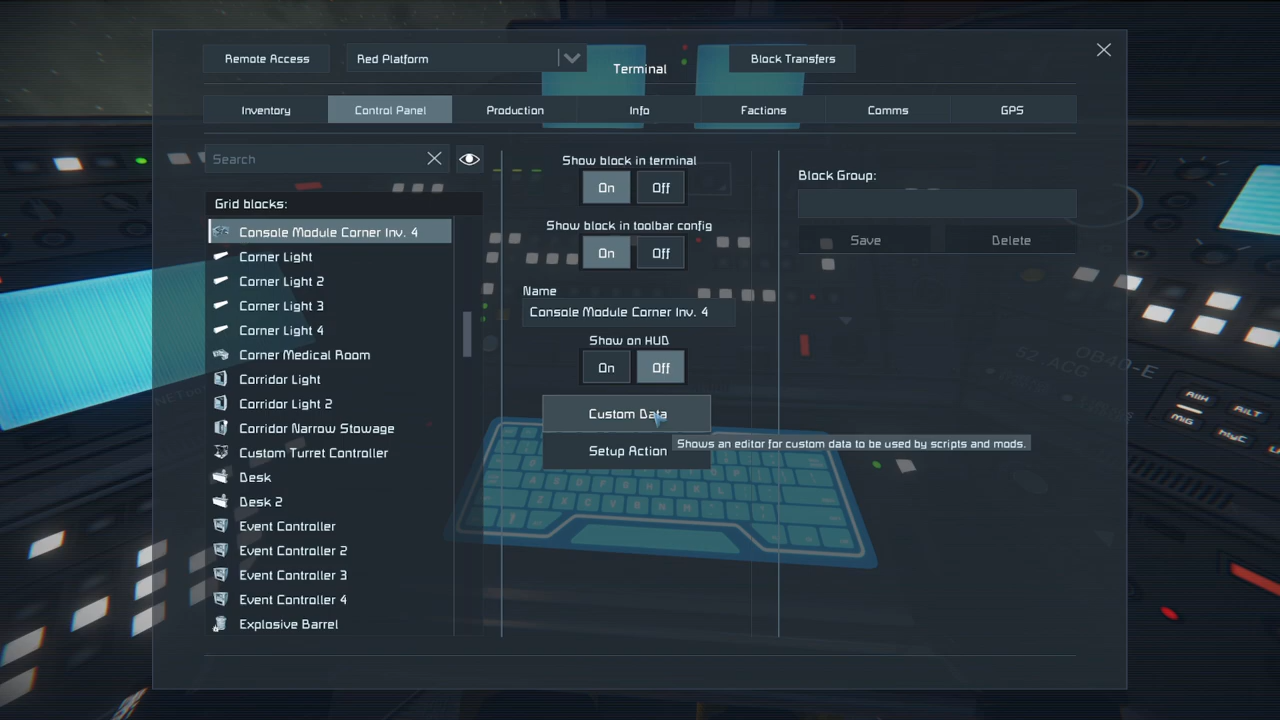 Remote Access
Red Platform
Terminal
Block Transfers
Inventory
Control Panel
Production
Info
Factions
Comms
GPS
Search
Grid blocks:
Console Module Corner Inv. 4
Corner Light
Corner Light 2
Corner Light 3
Corner Light 4
Corner Medical Room
Corridor Light
Corridor Light 2
Corridor Narrow Stowage
Custom Turret Controller
Desk
Desk 2
Event Controller
Event Controller 2
Event Controller 3
Event Controller 4
Explosive Barrel
Show block in terminal
On
Off
Show block in toolbar config
On
Off
Name
Console Module Corner Inv. 4
Show on HUD
On
Off
Custom Data
Shows an editor for custom data to be used by scripts and mods.
Setup Action
Block Group:
Save
Delete
OB40-E